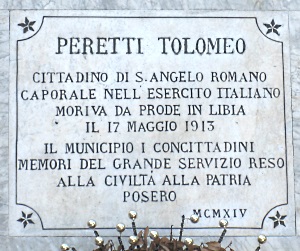 PERETTI TOLOMEO
CITTADINO DI S. ANGELO ROMANO
CAPORALE NELL'ESERCITO ITALIANO
MORIVA DA PRODE IN LIBIA
IL 17 MAGGIO 1913
IL MUNICIPIO I CONCITTADINI
MEMORI DEL GRANDE SERVIZIO RESO
ALLA CIVILTÀ ALLA PATRIA
POSERO
MCMXIV